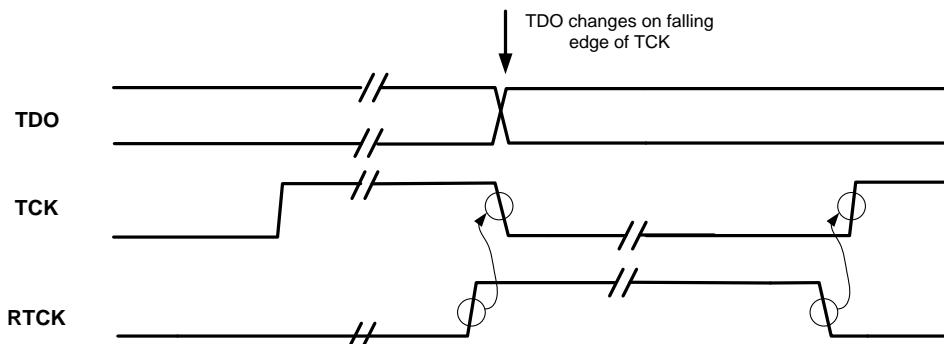 TDO changes on falling
edge of TCK
TDO
TCK
RTCK